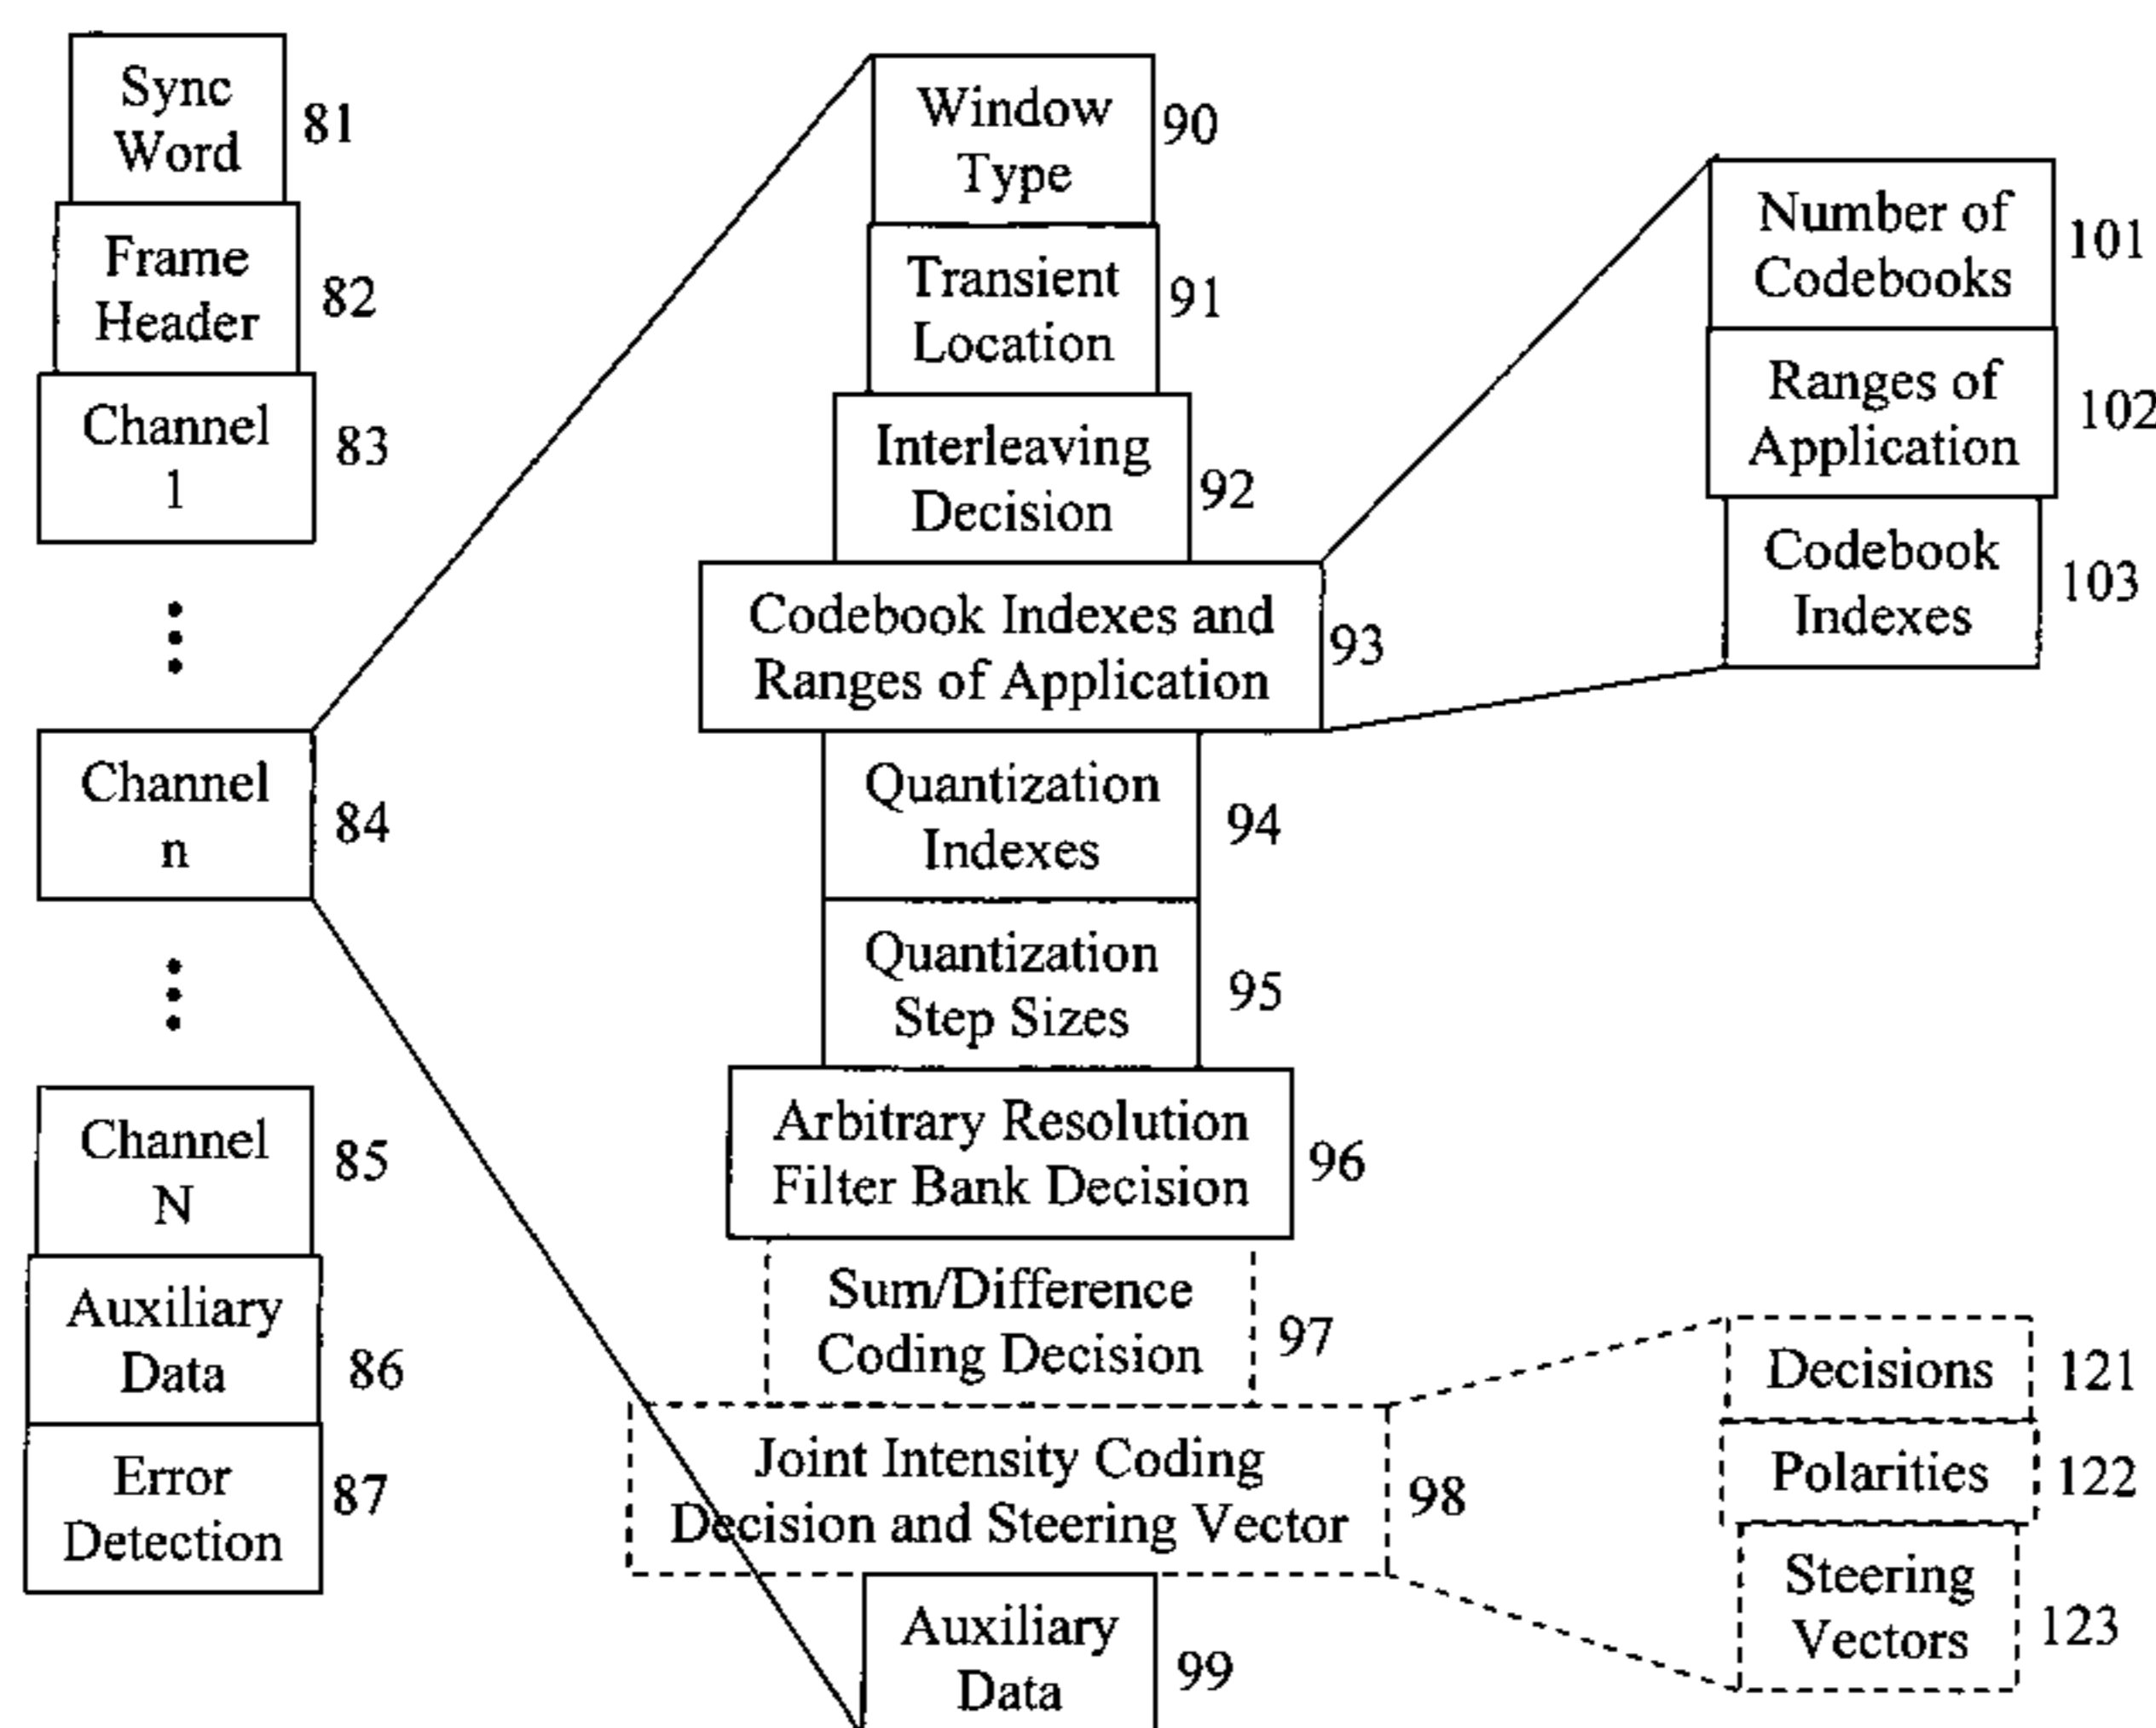 Sync
Word
81
Frame
Header
82
Channel
1
83
Channel
n
84
Channel
N
85
Auxiliary
Data
86
Error
Detection
87
Window
Type
90
Transient
Location
91
Interleaving
Decision
92
Codebook Indexes and
Ranges of Application
93
Quantization
Indexes
94
Quantization
Step Sizes
95
Arbitrary Resolution
Filter Bank Decision
96
Sum/Difference
Coding Decision
97
Joint Intensity Coding
Decision and Steering Vector
98
Auxiliary
Data
99
Number of
Codebooks
101
Ranges of
Application
102
Codebook
Indexes
103
Decisions
121
Polarities
122
Steering
Vectors
123